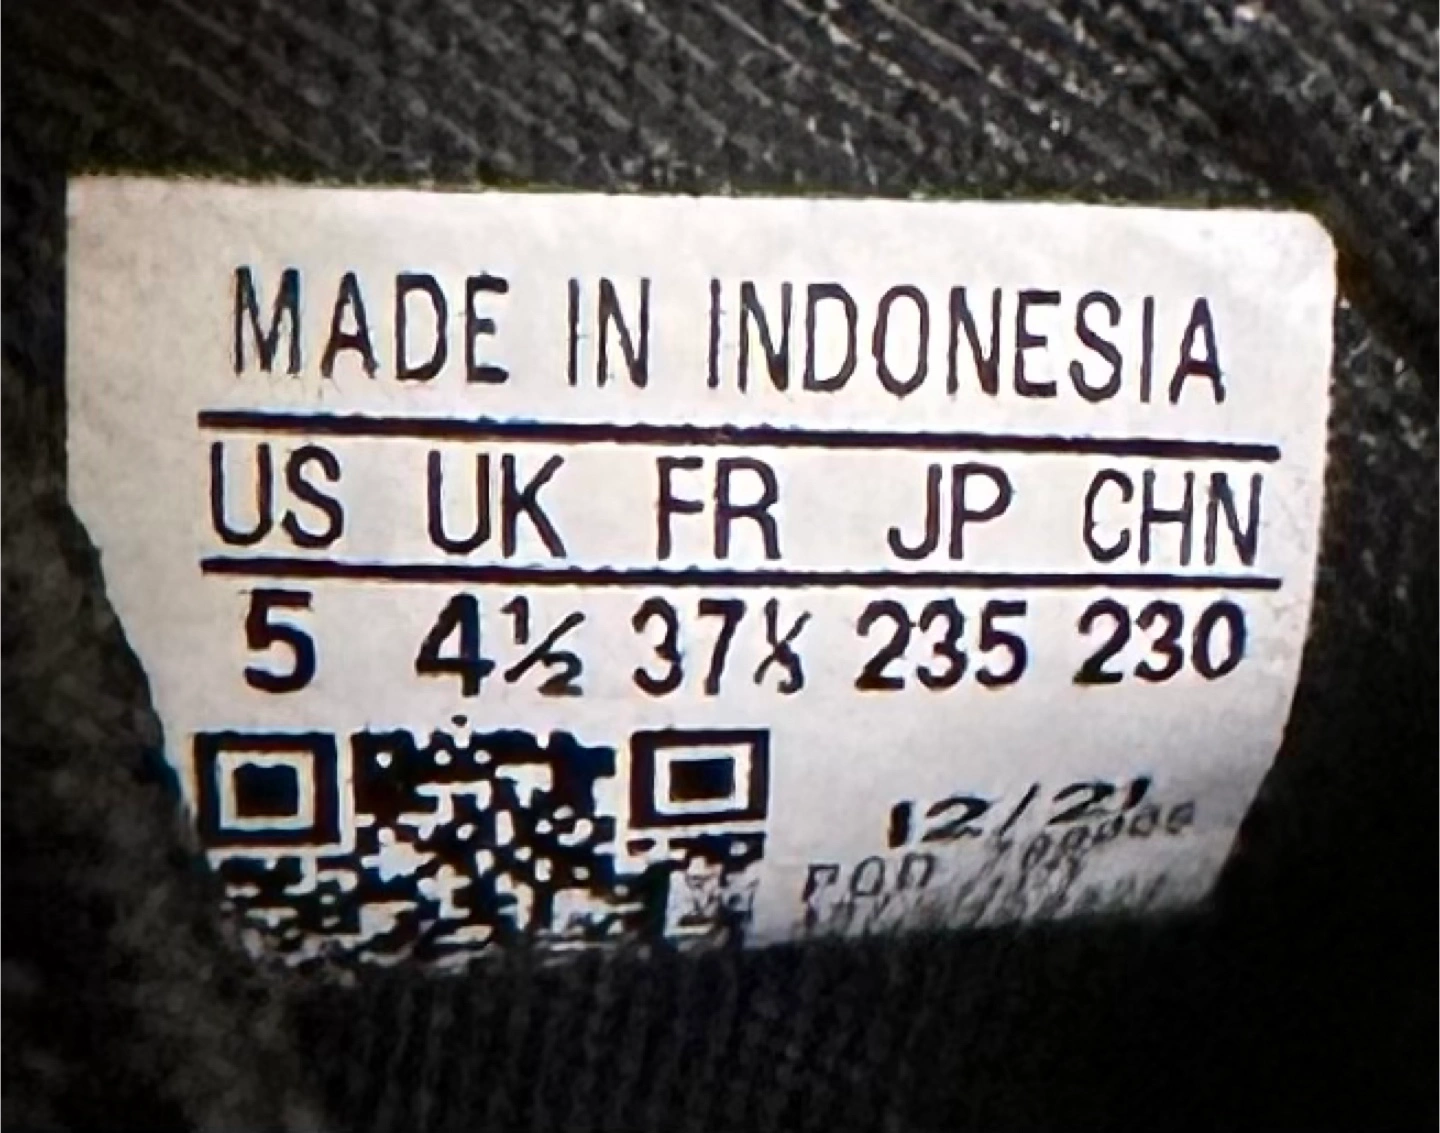 MADE IN INDONESIA
US UK FR JP CHN
5 4½ 37⅓ 235 230
12/21